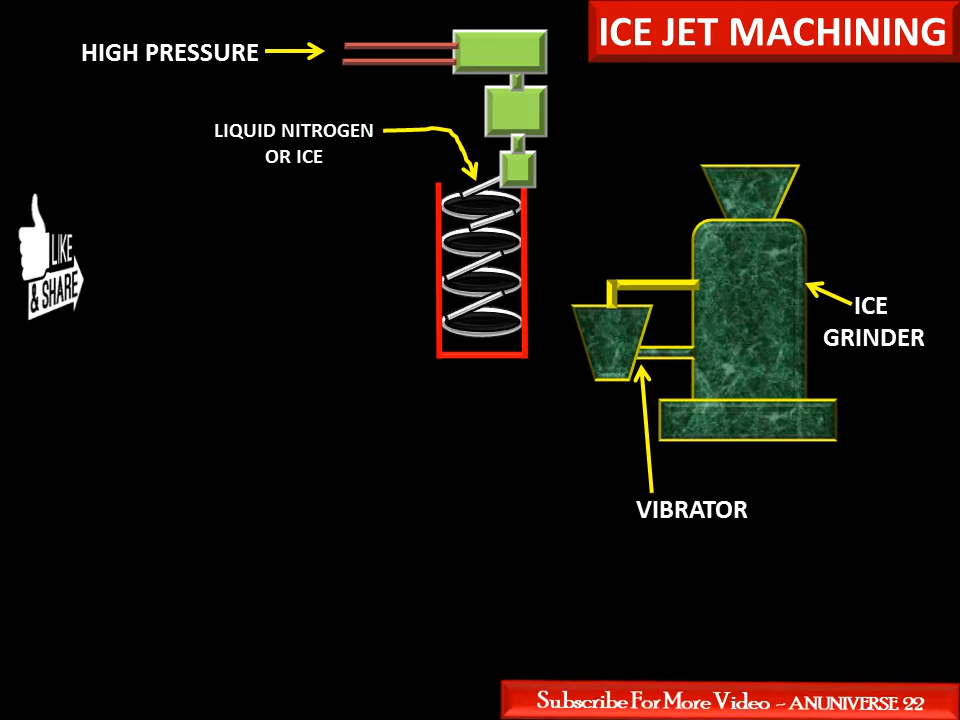 ICE JET MACHINING
HIGH PRESSURE
LIQUID NITROGEN
OR ICE
LIKE
& SHARE
ICE
GRINDER
VIBRATOR
Subscribe For More Video - ANUNIVERSE 22